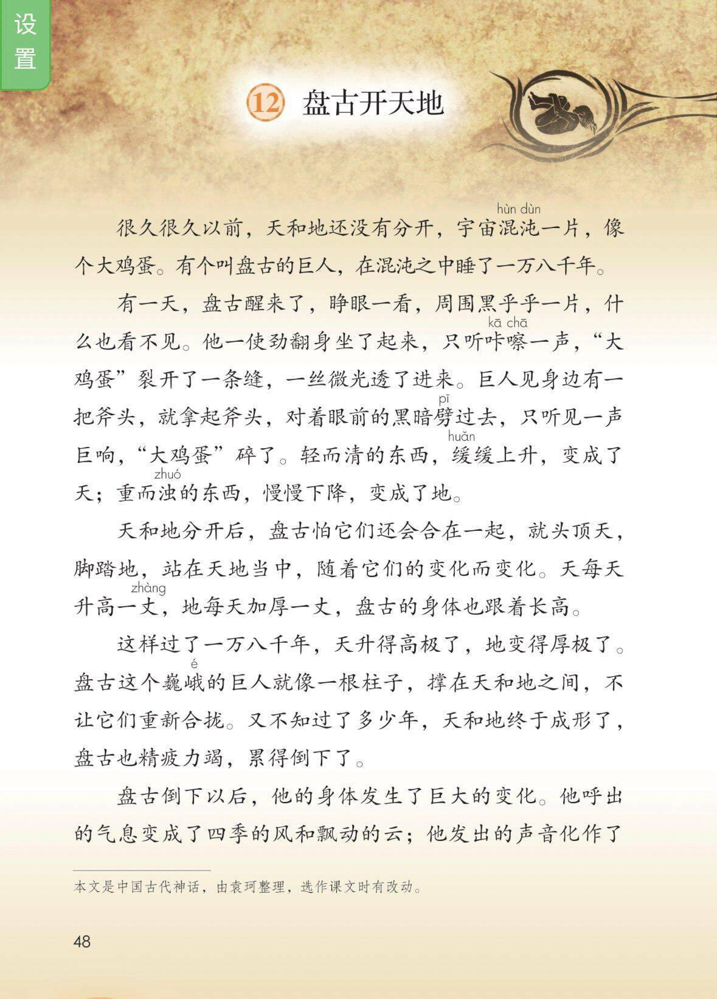 设
置
12 盘古开天地
hùn dùn
很久很久以前，天和地还没有分开，宇宙混沌一片，像
个大鸡蛋。有个叫盘古的巨人，在混沌之中睡了一万八千年。
有一天，盘古醒来了，睁眼一看，周围黑乎乎一片，什
kā chā
么也看不见。他一使劲翻身坐了起来，只听咔嚓一声，“大
鸡蛋”裂开了一条缝，一丝微光透了进来。巨人见身边有一
pī
把斧头，就拿起斧头，对着眼前的黑暗劈过去，只听见一声
huǎn
巨响，“大鸡蛋”碎了。轻而清的东西，缓缓上升，变成了
zhuó
天；重而浊的东西，慢慢下降，变成了地。
天和地分开后，盘古怕它们还会合在一起，就头顶天，
脚踏地，站在天地当中，随着它们的变化而变化。天每天
zhàng
升高一丈，地每天加厚一丈，盘古的身体也跟着长高。
这样过了一万八千年，天升得高极了，地变得厚极了。
é
盘古这个巍峨的巨人就像一根柱子，撑在天和地之间，不
让它们重新合拢。又不知过了多少年，天和地终于成形了，
盘古也精疲力竭，累得倒下了。
盘古倒下以后，他的身体发生了巨大的变化。他呼出
的气息变成了四季的风和飘动的云；他发出的声音化作了
本文是中国古代神话，由袁珂整理，选作课文时有改动。
48